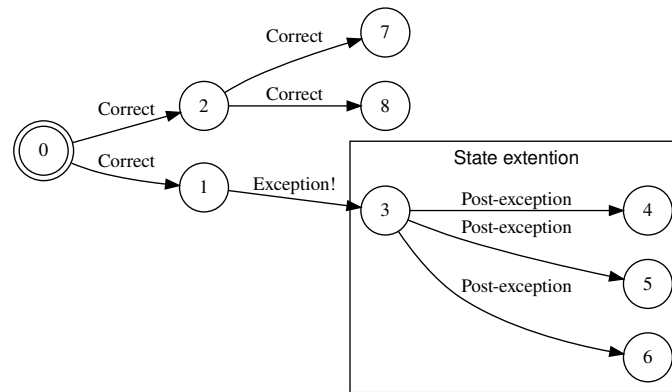 7
Correct
Correct
2
Correct
8
0
Correct
State extention
1
Exception!
3
Post-exception
4
Post-exception
5
Post-exception
6